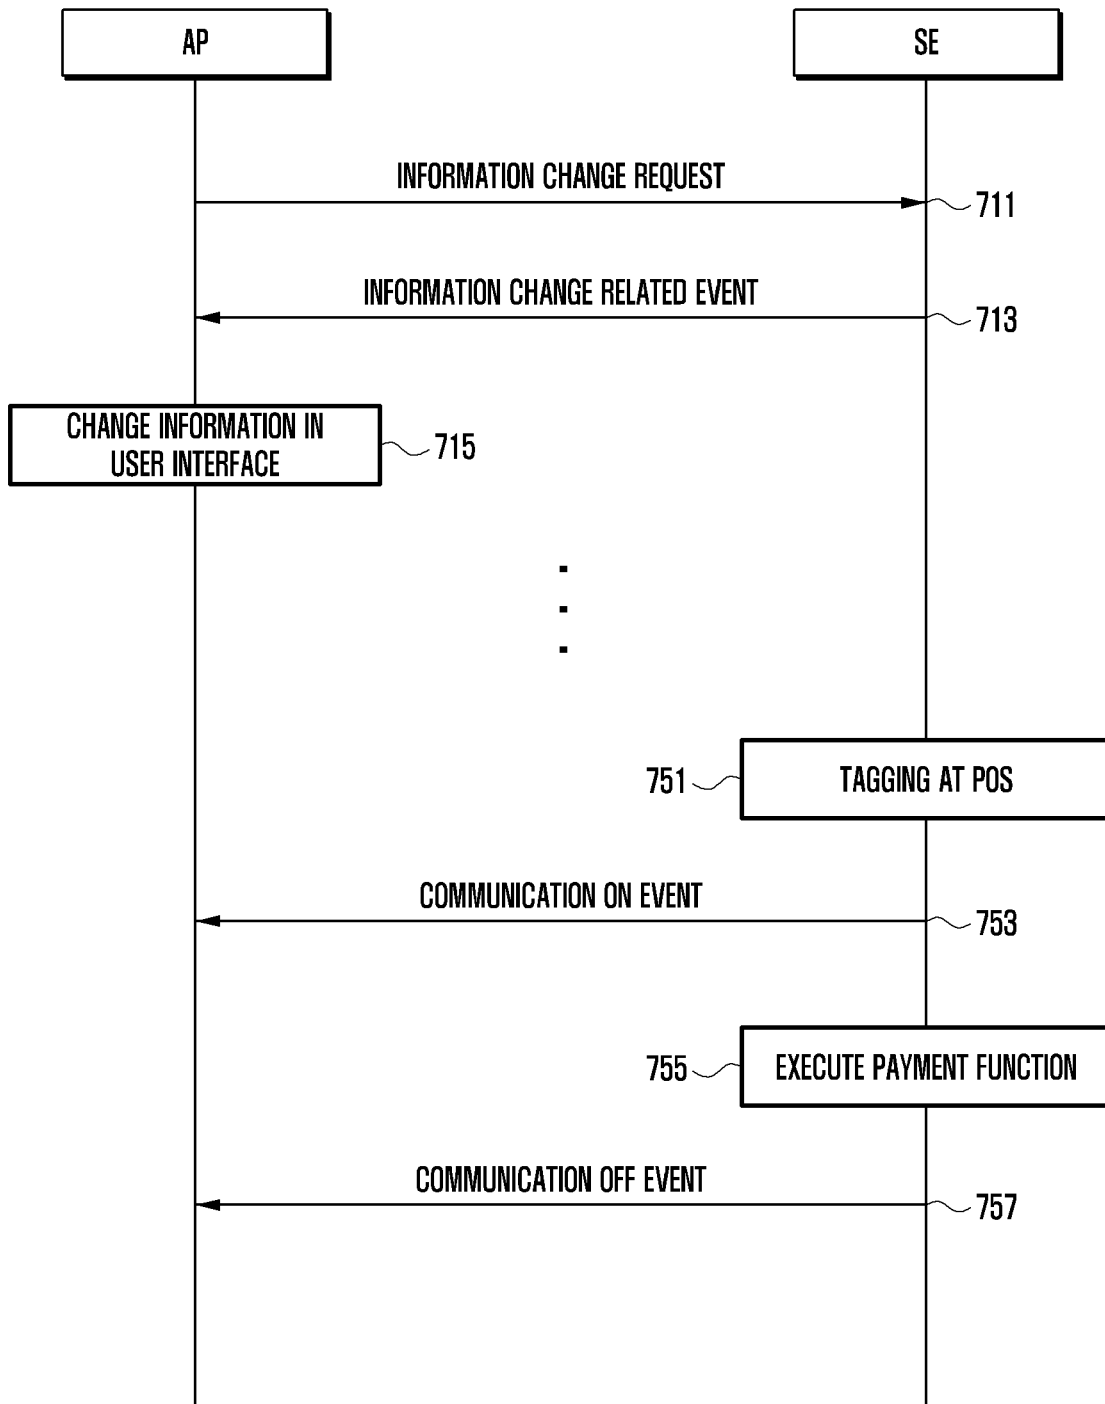 AP
SE
INFORMATION CHANGE REQUEST
711
INFORMATION CHANGE RELATED EVENT
713
CHANGE INFORMATION IN
USER INTERFACE
715
751
TAGGING AT POS
COMMUNICATION ON EVENT
753
755
EXECUTE PAYMENT FUNCTION
COMMUNICATION OFF EVENT
757